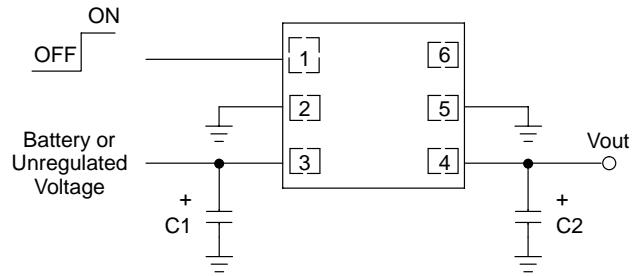 ON
OFF
1
6
2
5
Battery or
Unregulated
Voltage
3
4
Vout
+
C1
+
C2